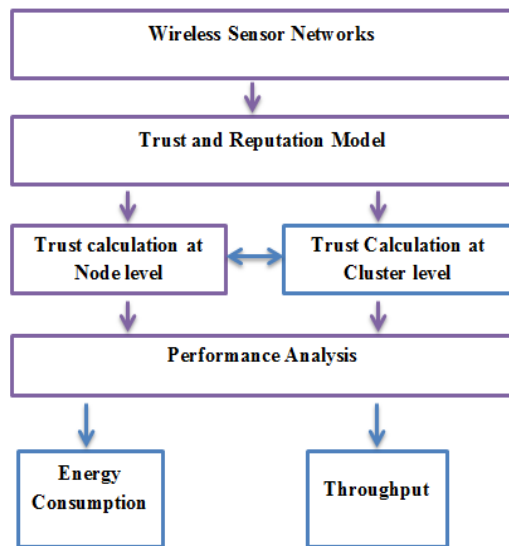 Wireless Sensor Networks
Trust and Reputation Model
Trust calculation at
Node level
Trust Calculation at
Cluster level
Performance Analysis
Energy
Consumption
Throughput